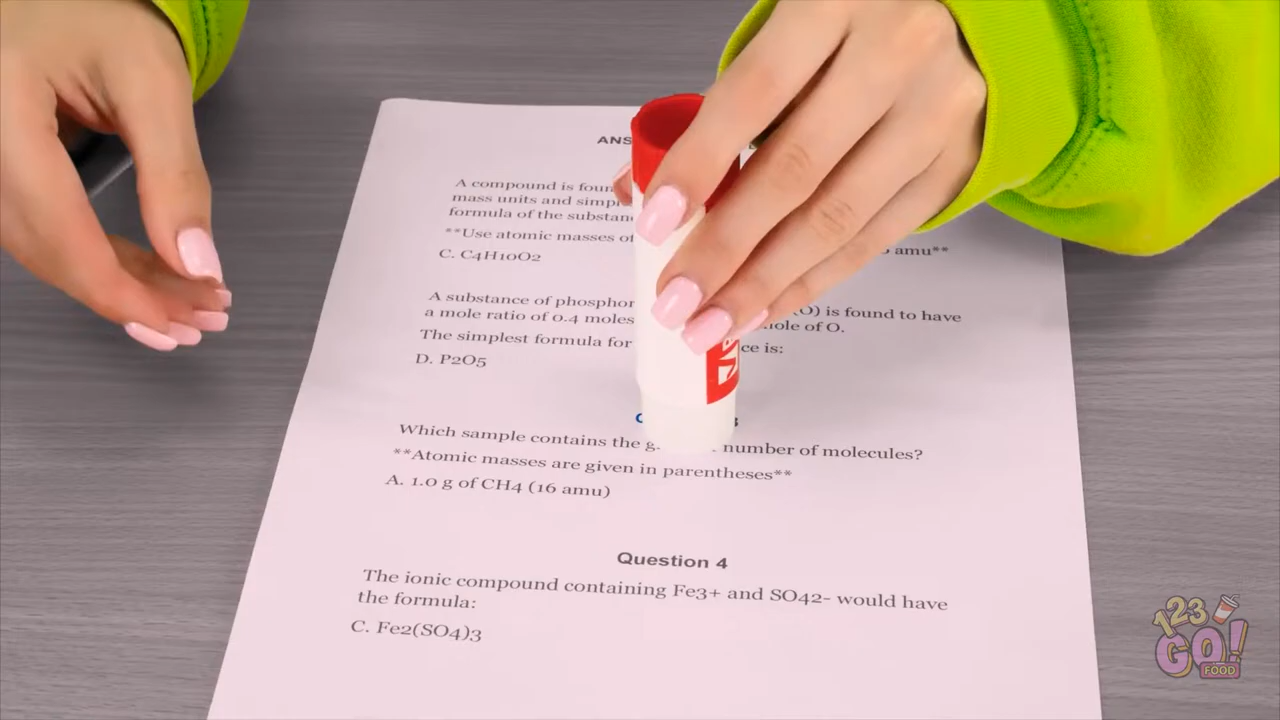 ANS
A compound is foun
mass units and simpl
formula of the substan
**Use atomic masses of amu**
C. C4H10O2
A substance of phosphor (O) is found to have
a mole ratio of 0.4 moles mole of O.
The simplest formula for ce is:
D. P2O5
Which sample contains the g number of molecules?
**Atomic masses are given in parentheses**
A. 1.0 g of CH4 (16 amu)
Question 4
The ionic compound containing Fe3+ and SO42- would have
the formula:
C. Fe2(SO4)3
123
GO!
FOOD